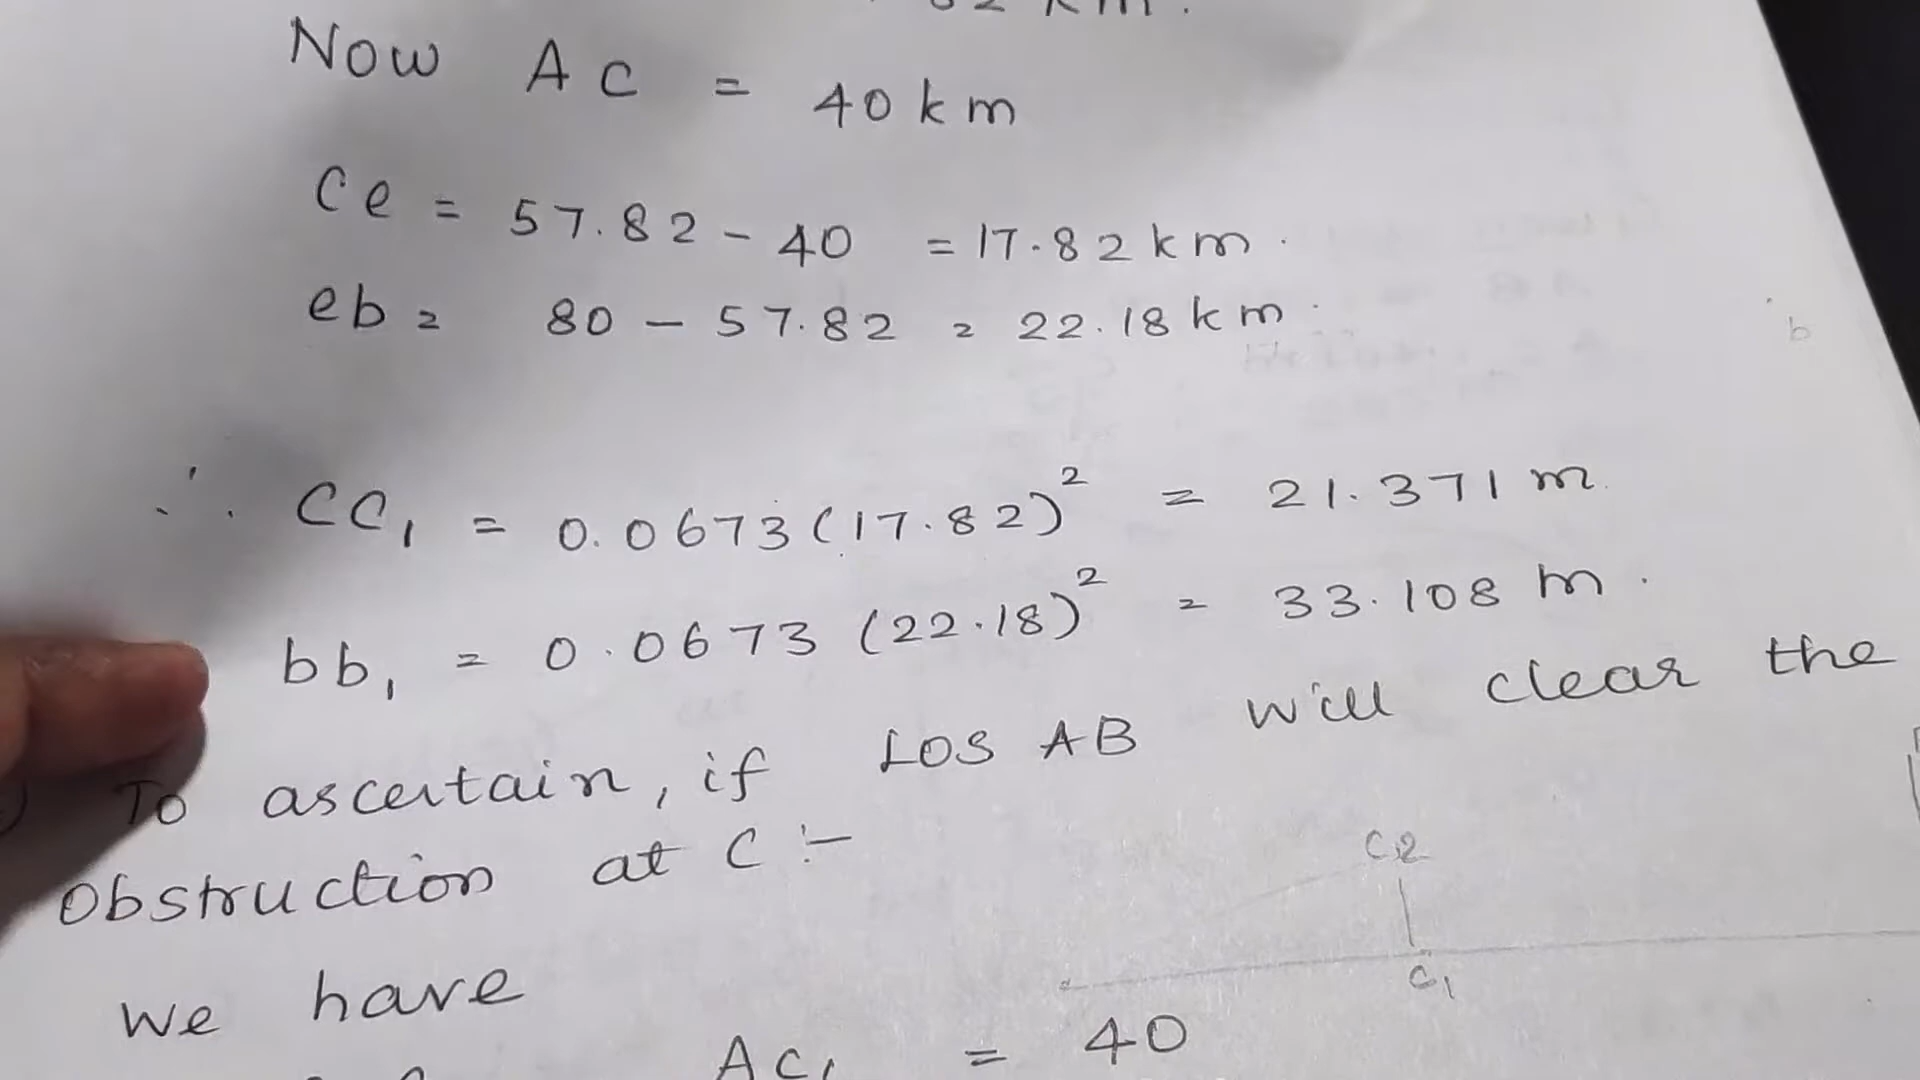 Now AC = 40 km
Ce = 57.82 - 40 = 17.82 km.
eb = 80 - 57.82 = 22.18 km.
∴ CC₁ = 0.0673 (17.82)² = 21.371 m.
bb₁ = 0.0673 (22.18)² = 33.108 m.
To ascertain, if LOS AB will clear the
Obstruction at C :-
C2
C₁
We have
AC₁ = 40
b